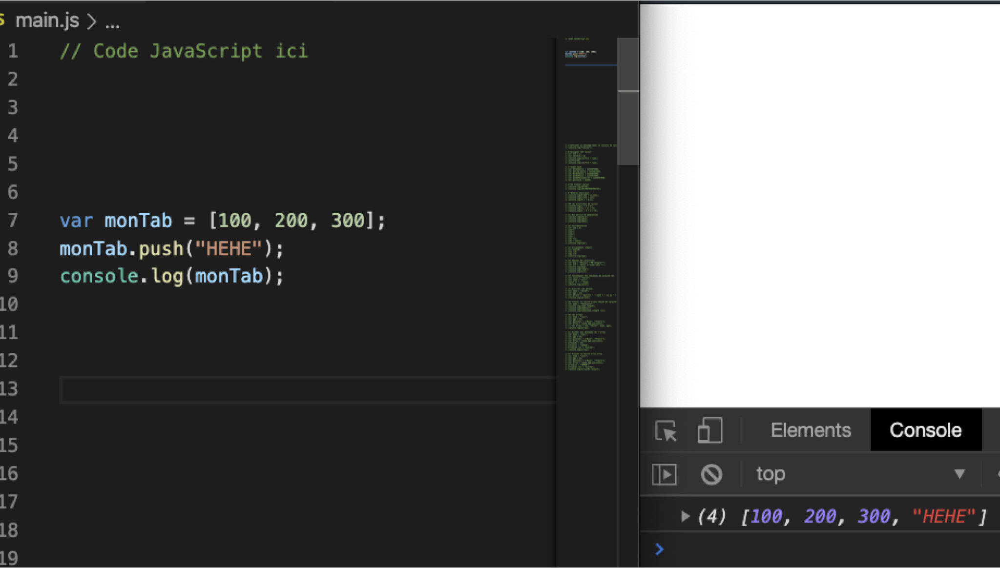 main.js > ...
1 // Code JavaScript ici
2
3
4
5
6
7 var monTab = [100, 200, 300];
8 monTab.push("HEHE");
9 console.log(monTab);
10
11
12
13
14
15
16
17
18
19
Elements Console
top
(4) [100, 200, 300, "HEHE"]
>